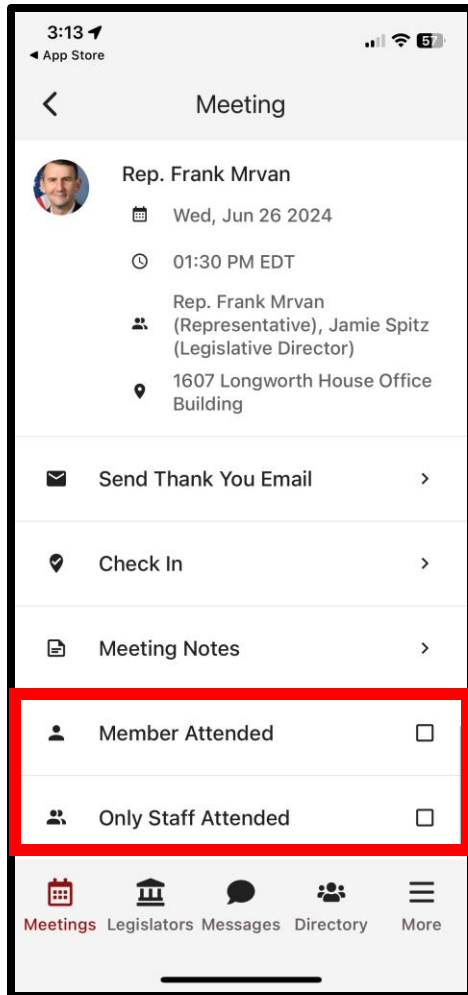 3:13
◄ App Store
57
Meeting
Rep. Frank Mrvan
Wed, Jun 26 2024
01:30 PM EDT
Rep. Frank Mrvan
(Representative), Jamie Spitz
(Legislative Director)
1607 Longworth House Office
Building
Send Thank You Email
Check In
Meeting Notes
Member Attended
Only Staff Attended
Meetings Legislators Messages Directory More